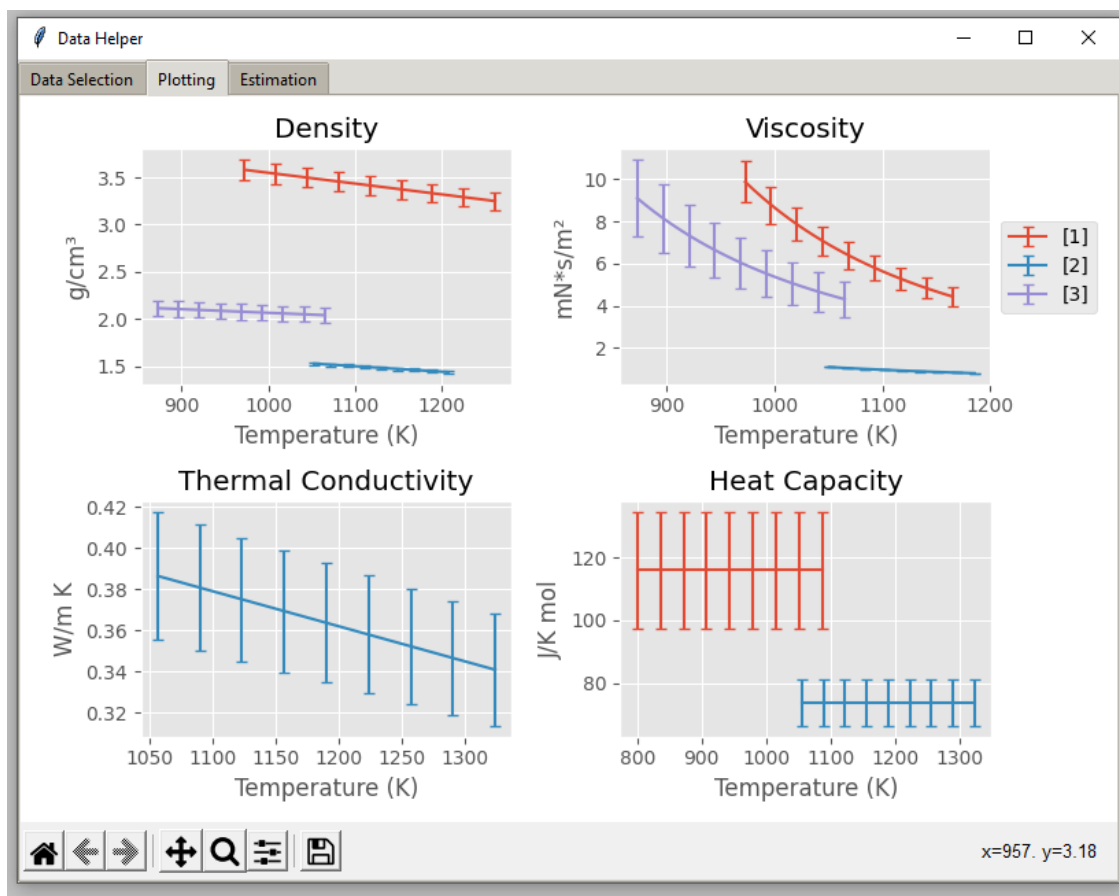 Data Helper
Data Selection Plotting Estimation
Density
g/cm³
3.5
3.0
2.5
2.0
1.5
900 1000 1100 1200
Temperature (K)
Viscosity
mN*s/m²
10
8
6
4
2
900 1000 1100 1200
Temperature (K)
[1]
[2]
[3]
Thermal Conductivity
W/m K
0.42
0.40
0.38
0.36
0.34
0.32
1050 1100 1150 1200 1250 1300
Temperature (K)
Heat Capacity
J/K mol
120
100
80
800 900 1000 1100 1200 1300
Temperature (K)
x=957. y=3.18